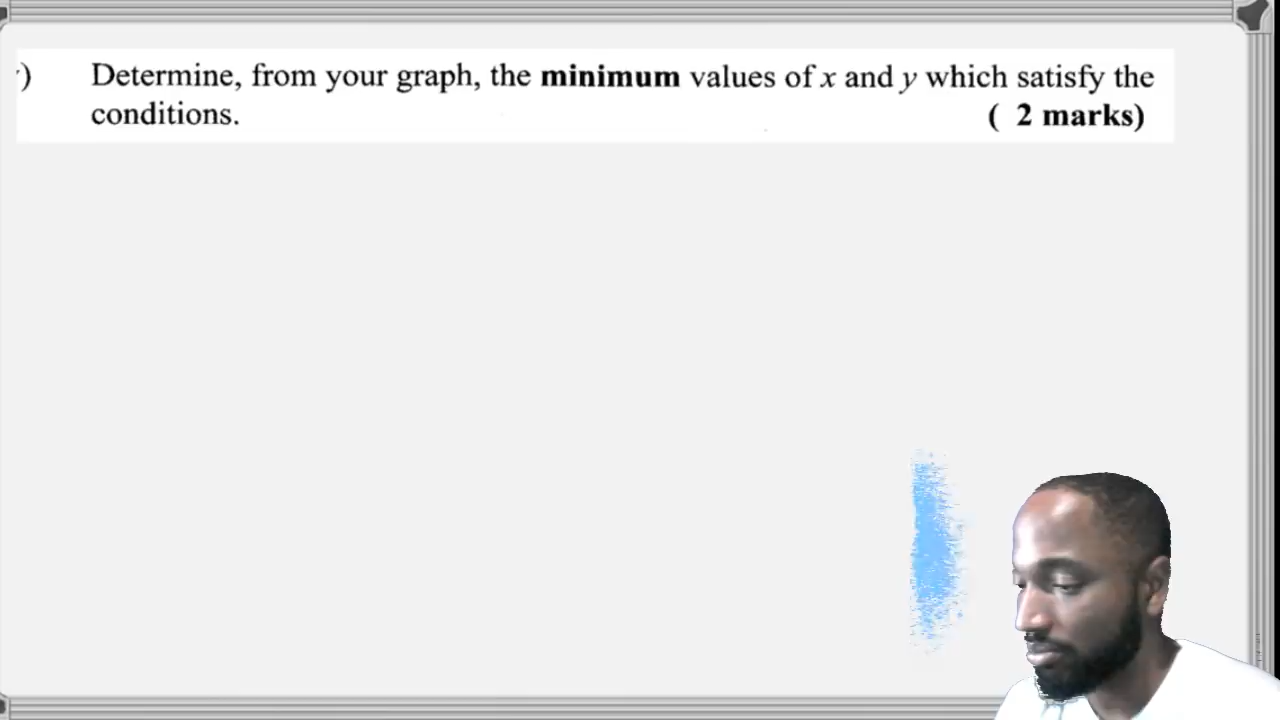 )	Determine, from your graph, the minimum values of x and y which satisfy the
conditions.	( 2 marks)